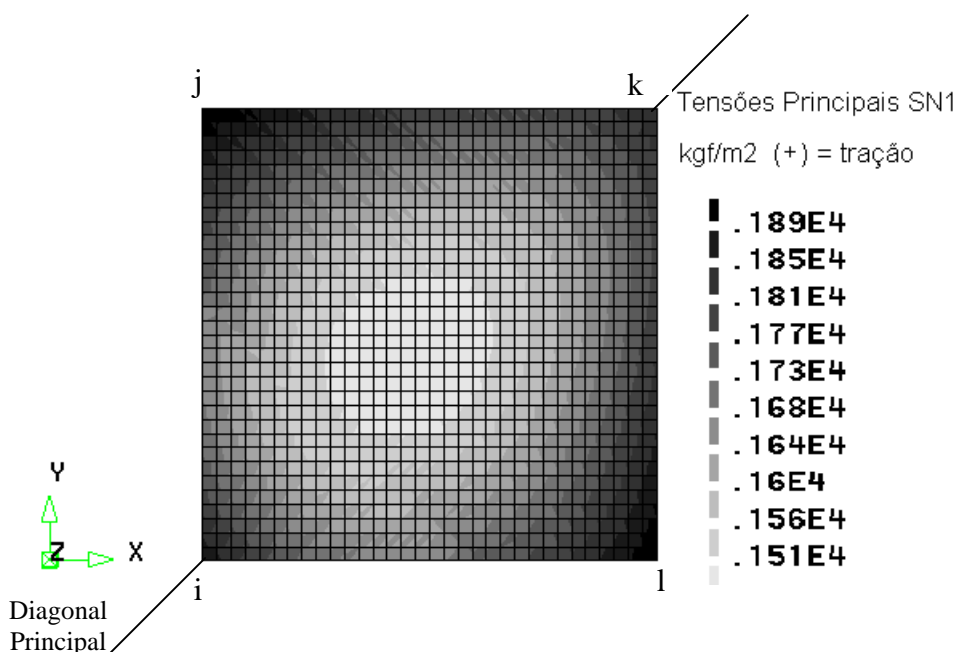 j
k
Tensões Principais SN1
kgf/m2 (+) = tração
.189E4
.185E4
.181E4
.177E4
.173E4
.168E4
.164E4
.16E4
.156E4
.151E4
Y
Z
X
i
l
Diagonal
Principal